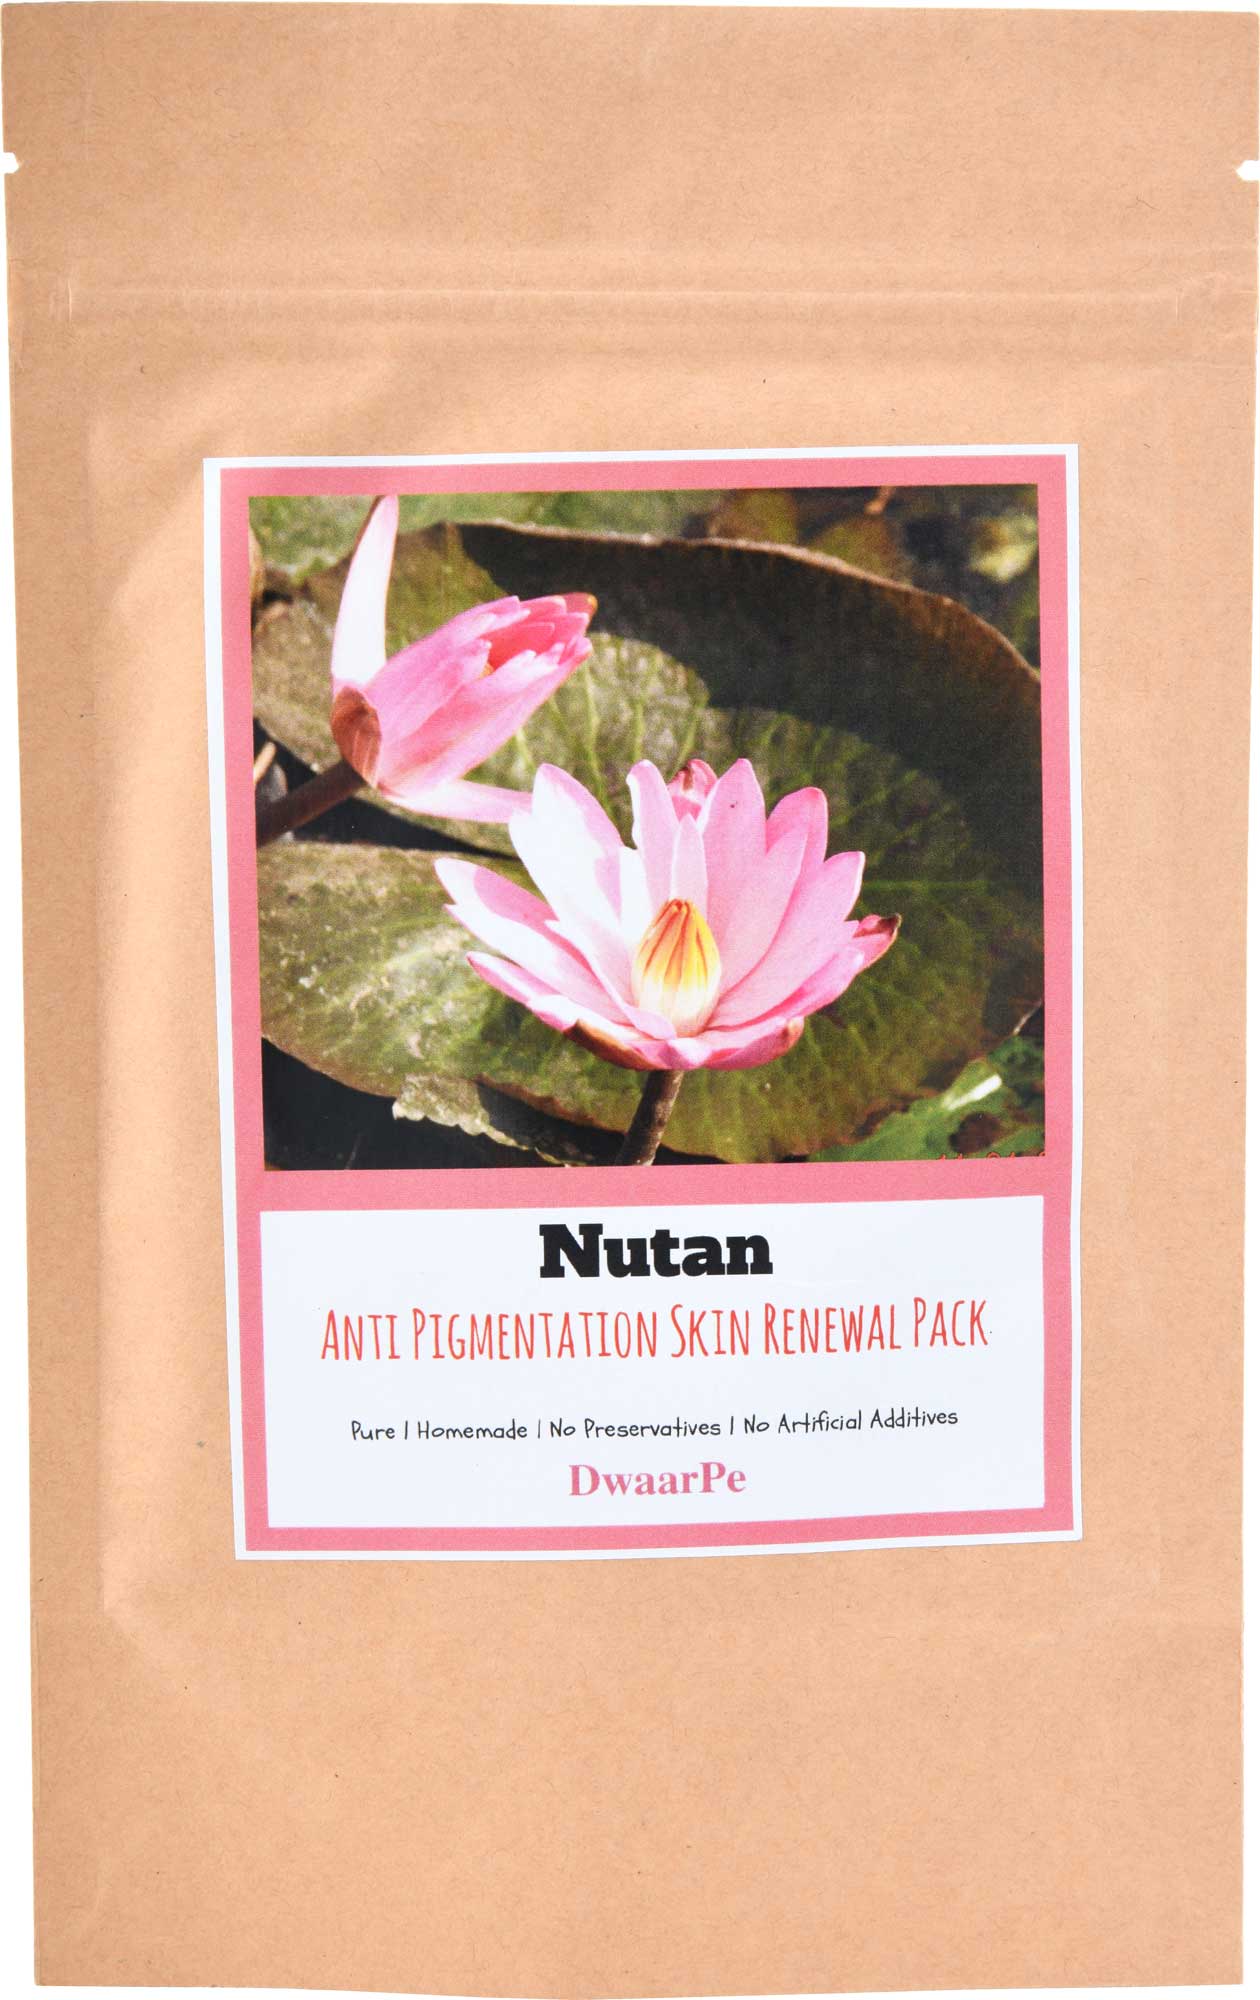 Nutan
Anti Pigmentation Skin Renewal Pack
Pure | Homemade | No Preservatives | No Artificial Additives
DwaarPe